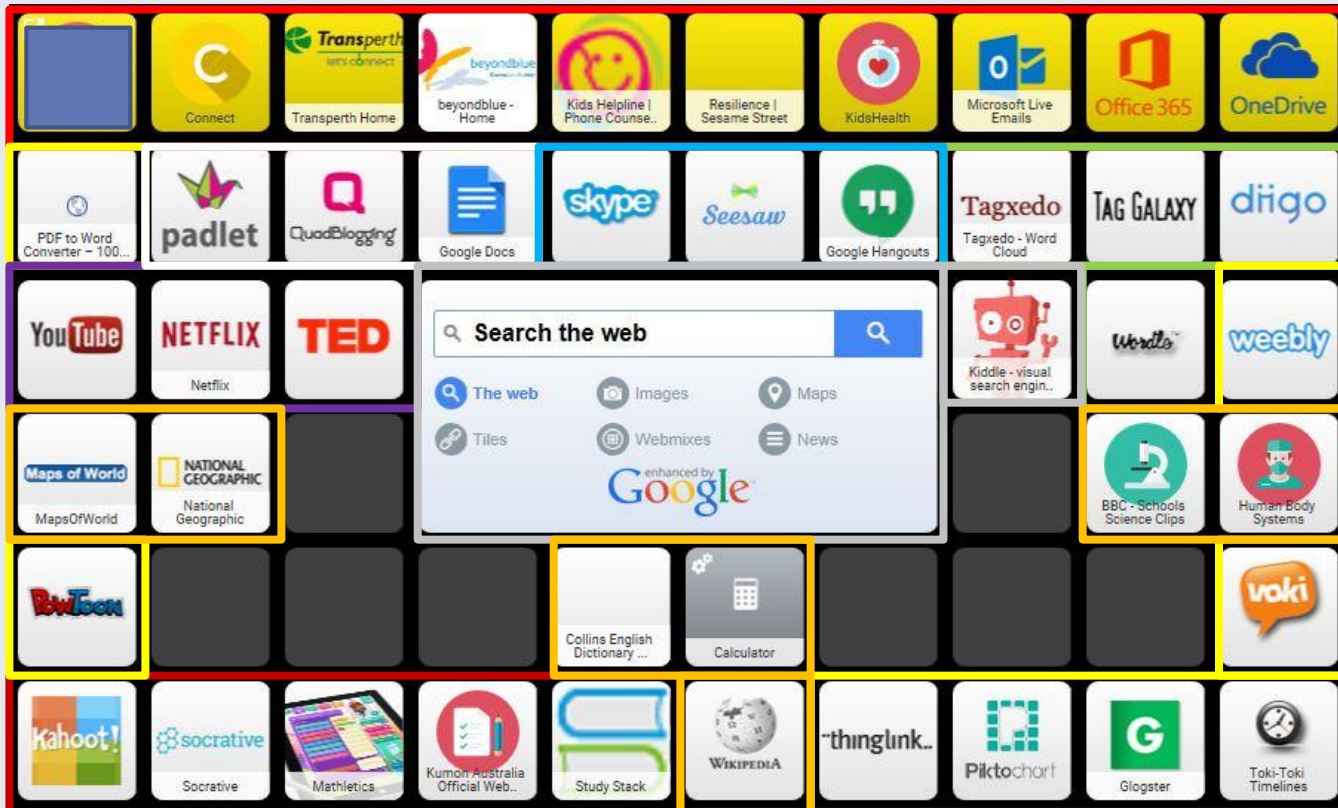 C
Connect
Transperth
let's connect
Transperth Home
beyondblue
beyondblue -
Home
Kids Helpline |
Phone Counse..
Resilience |
Sesame Street
KidsHealth
Microsoft Live
Emails
Office 365
OneDrive
PDF to Word
Converter – 100...
padlet
Q
QuadBlogging
Google Docs
skype
Seesaw
Google Hangouts
Tagxedo
Tagxedo - Word
Cloud
TAG GALAXY
diigo
YouTube
NETFLIX
Netflix
TED
Search the web
The web
Images
Maps
Tiles
Webmixes
News
enhanced by
Google
Kiddle - visual
search engin..
Wordle
weebly
Maps of World
MapsOfWorld
NATIONAL
GEOGRAPHIC
National
Geographic
BBC - Schools
Science Clips
Human Body
Systems
PowToon
Collins English
Dictionary ...
Calculator
voki
Kahoot!
socrative
Socrative
Mathletics
Kumon Australia
Official Web..
Study Stack
WIKIPEDIA
thinglink..
Piktochart
G
Glogster
Toki-Toki
Timelines